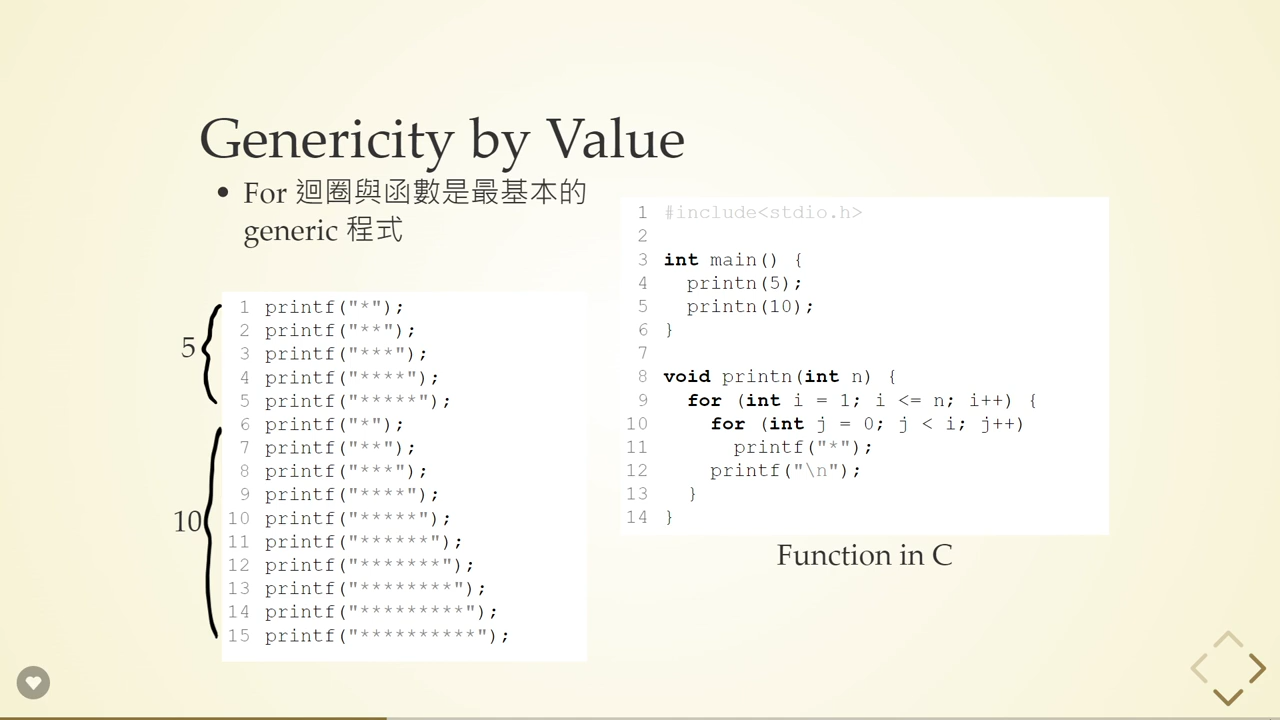 Genericity by Value
• For 迴圈與函數是最基本的
generic 程式
5
10
1 printf("*");
2 printf("**");
3 printf("***");
4 printf("****");
5 printf("*****");
6 printf("*");
7 printf("**");
8 printf("***");
9 printf("****");
10 printf("*****");
11 printf("******");
12 printf("*******");
13 printf("********");
14 printf("*********");
15 printf("**********");
1 #include<stdio.h>
2
3 int main() {
4   printn(5);
5   printn(10);
6 }
7
8 void printn(int n) {
9   for (int i = 1; i <= n; i++) {
10     for (int j = 0; j < i; j++)
11       printf("*");
12     printf("\n");
13   }
14 }
Function in C